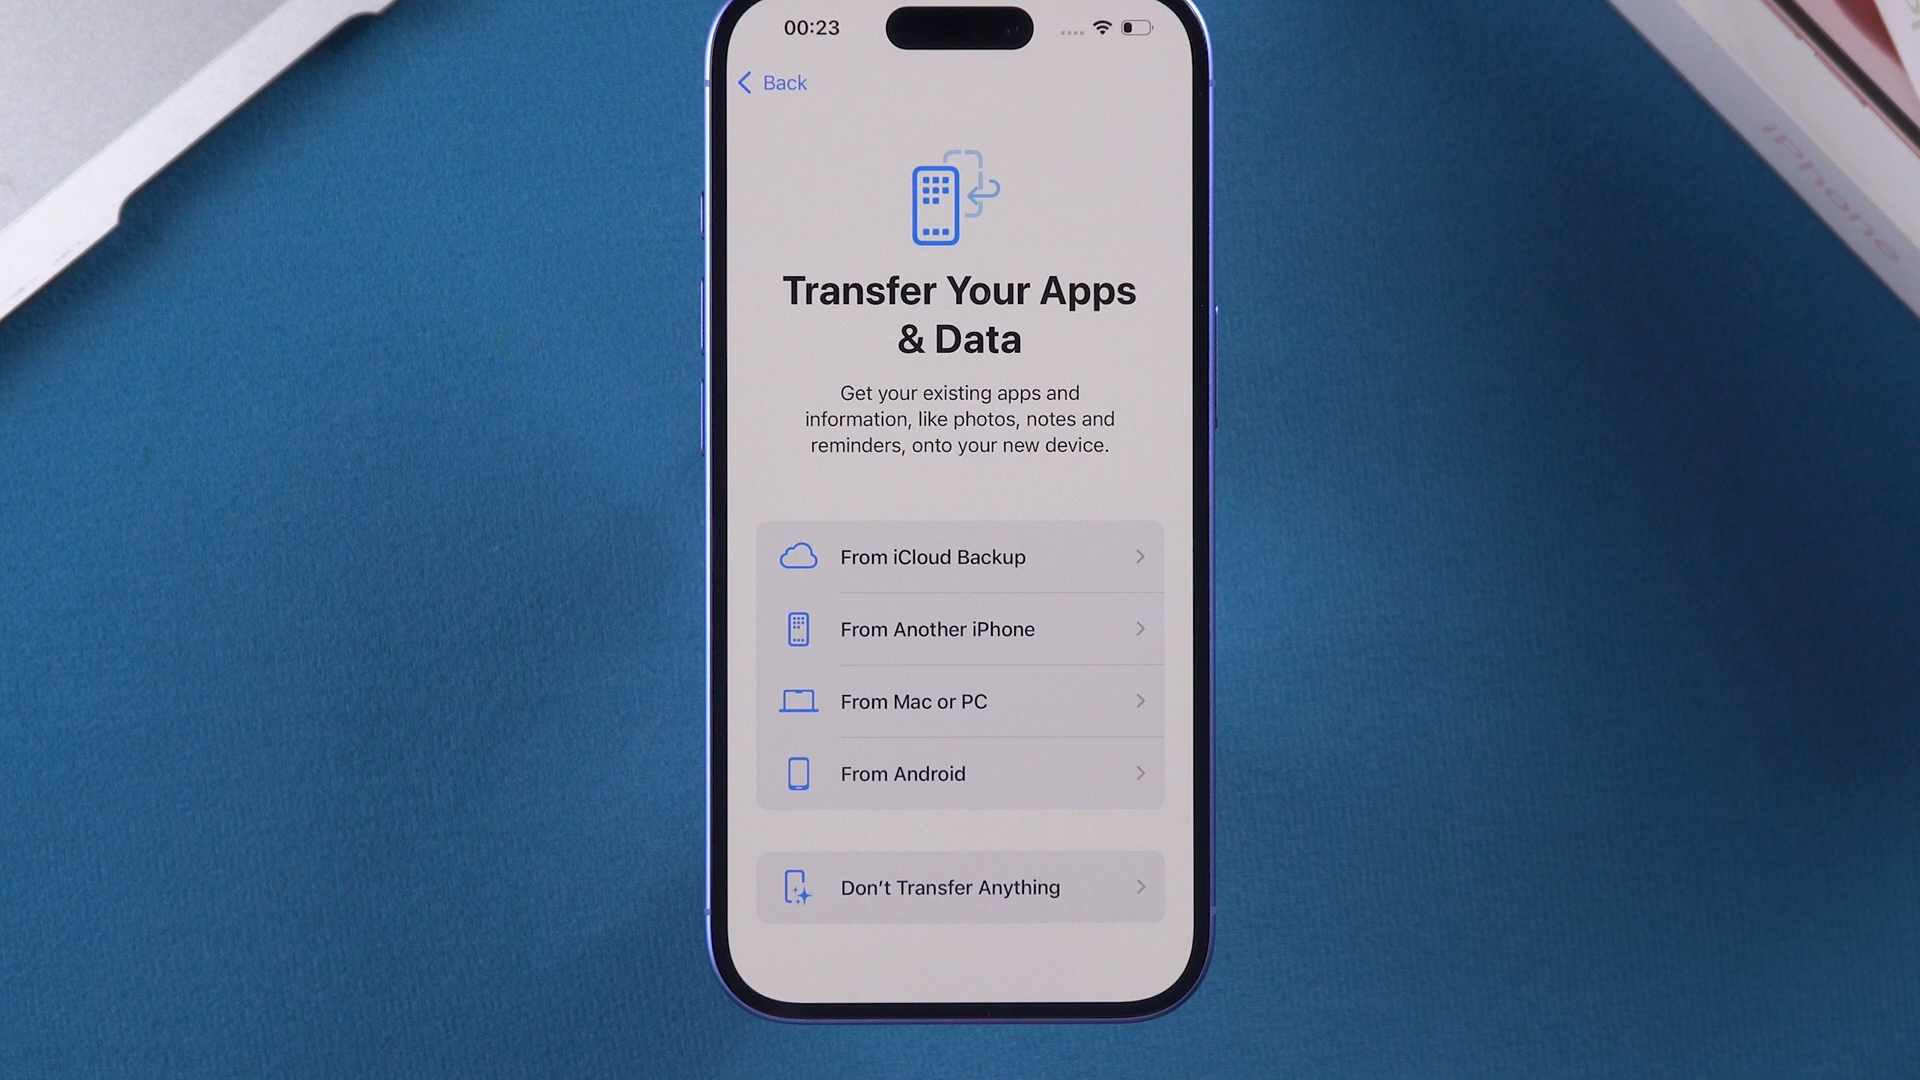 00:23
Back
Transfer Your Apps
& Data
Get your existing apps and
information, like photos, notes and
reminders, onto your new device.
From iCloud Backup
From Another iPhone
From Mac or PC
From Android
Don’t Transfer Anything
iPhone